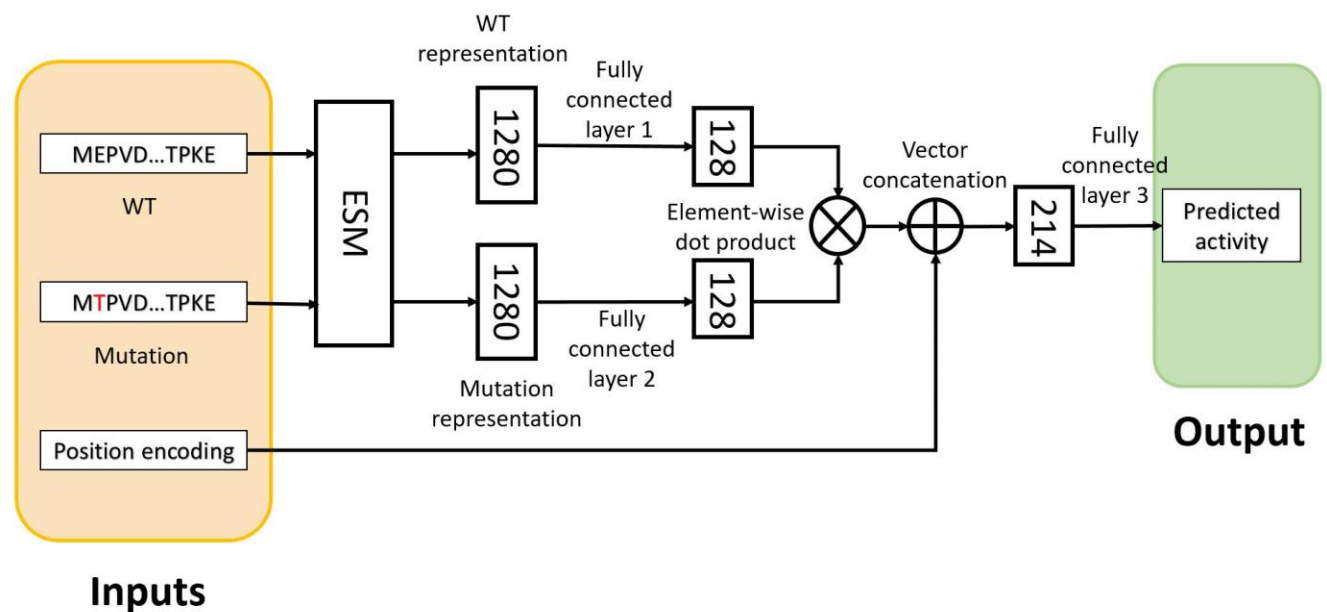 MEPVD...TPKE
WT
MTPVD...TPKE
Mutation
Position encoding
Inputs
ESM
WT
representation
1280
Fully
connected
layer 1
128
1280
Mutation
representation
Fully
connected
layer 2
128
Element-wise
dot product
Vector
concatenation
214
Fully
connected
layer 3
Predicted
activity
Output